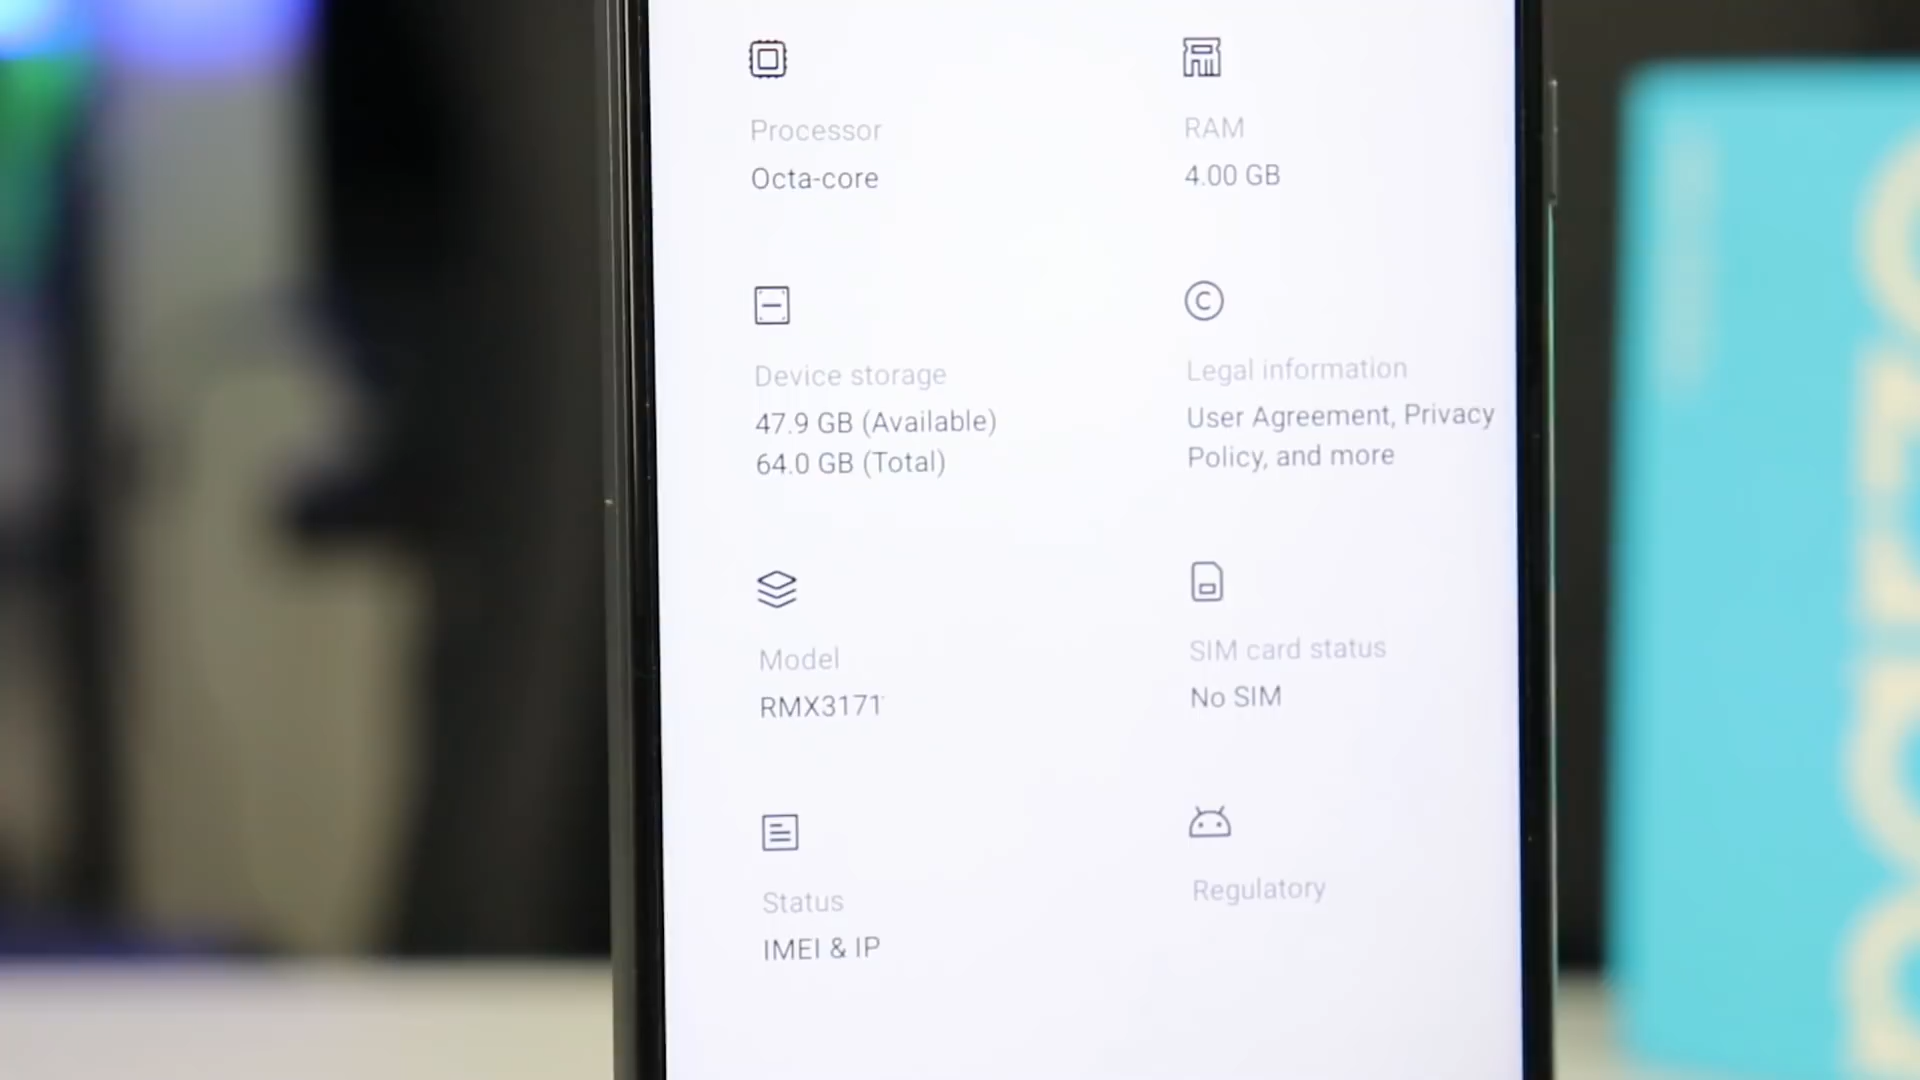 Processor
Octa-core
RAM
4.00 GB
Device storage
47.9 GB (Available)
64.0 GB (Total)
Legal information
User Agreement, Privacy
Policy, and more
Model
RMX3171
SIM card status
No SIM
Status
IMEI & IP
Regulatory